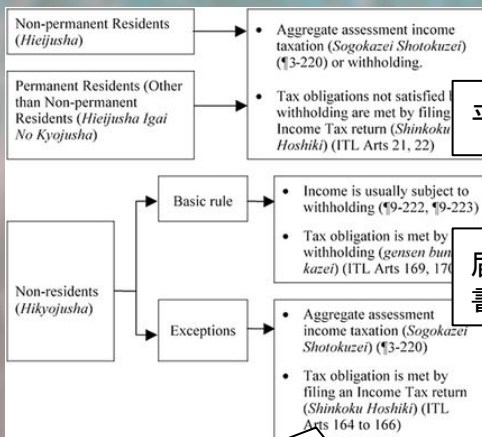 Non-permanent
Residents
(Hieijusha)
• Aggregate assessment income
taxation (Sogokazei Shotokuzei)
(¶3-220) or withholding.
Permanent Residents (Other
than Non-permanent
Residents (Hieijusha Igai
No Kyojusha)
• Tax obligations not satisfied
withholding are met by filing
Income Tax return (Shinkoku
Hoshiki) (ITL Arts 21, 22)
Non-residents
(Hikyojusha)
Basic rule
• Income is usually subject to
withholding (¶9-222, ¶9-223)
• Tax obligation is met by
withholding (gensen bun
kazei) (ITL Arts 169, 170
届
書
Exceptions
• Aggregate assessment
income taxation (Sogokazei
Shotokuzei) (¶3-220)
• Tax obligation is met by
filing an Income Tax return
(Shinkoku Hoshiki) (ITL
Arts 164 to 166)